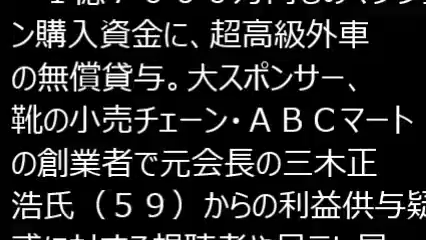 ン購入資金に、超高級外車
の無償貸与。大スポンサー、
靴の小売チェーン・ＡＢＣマート
の創業者で元会長の三木正
浩氏（５９）からの利益供与疑